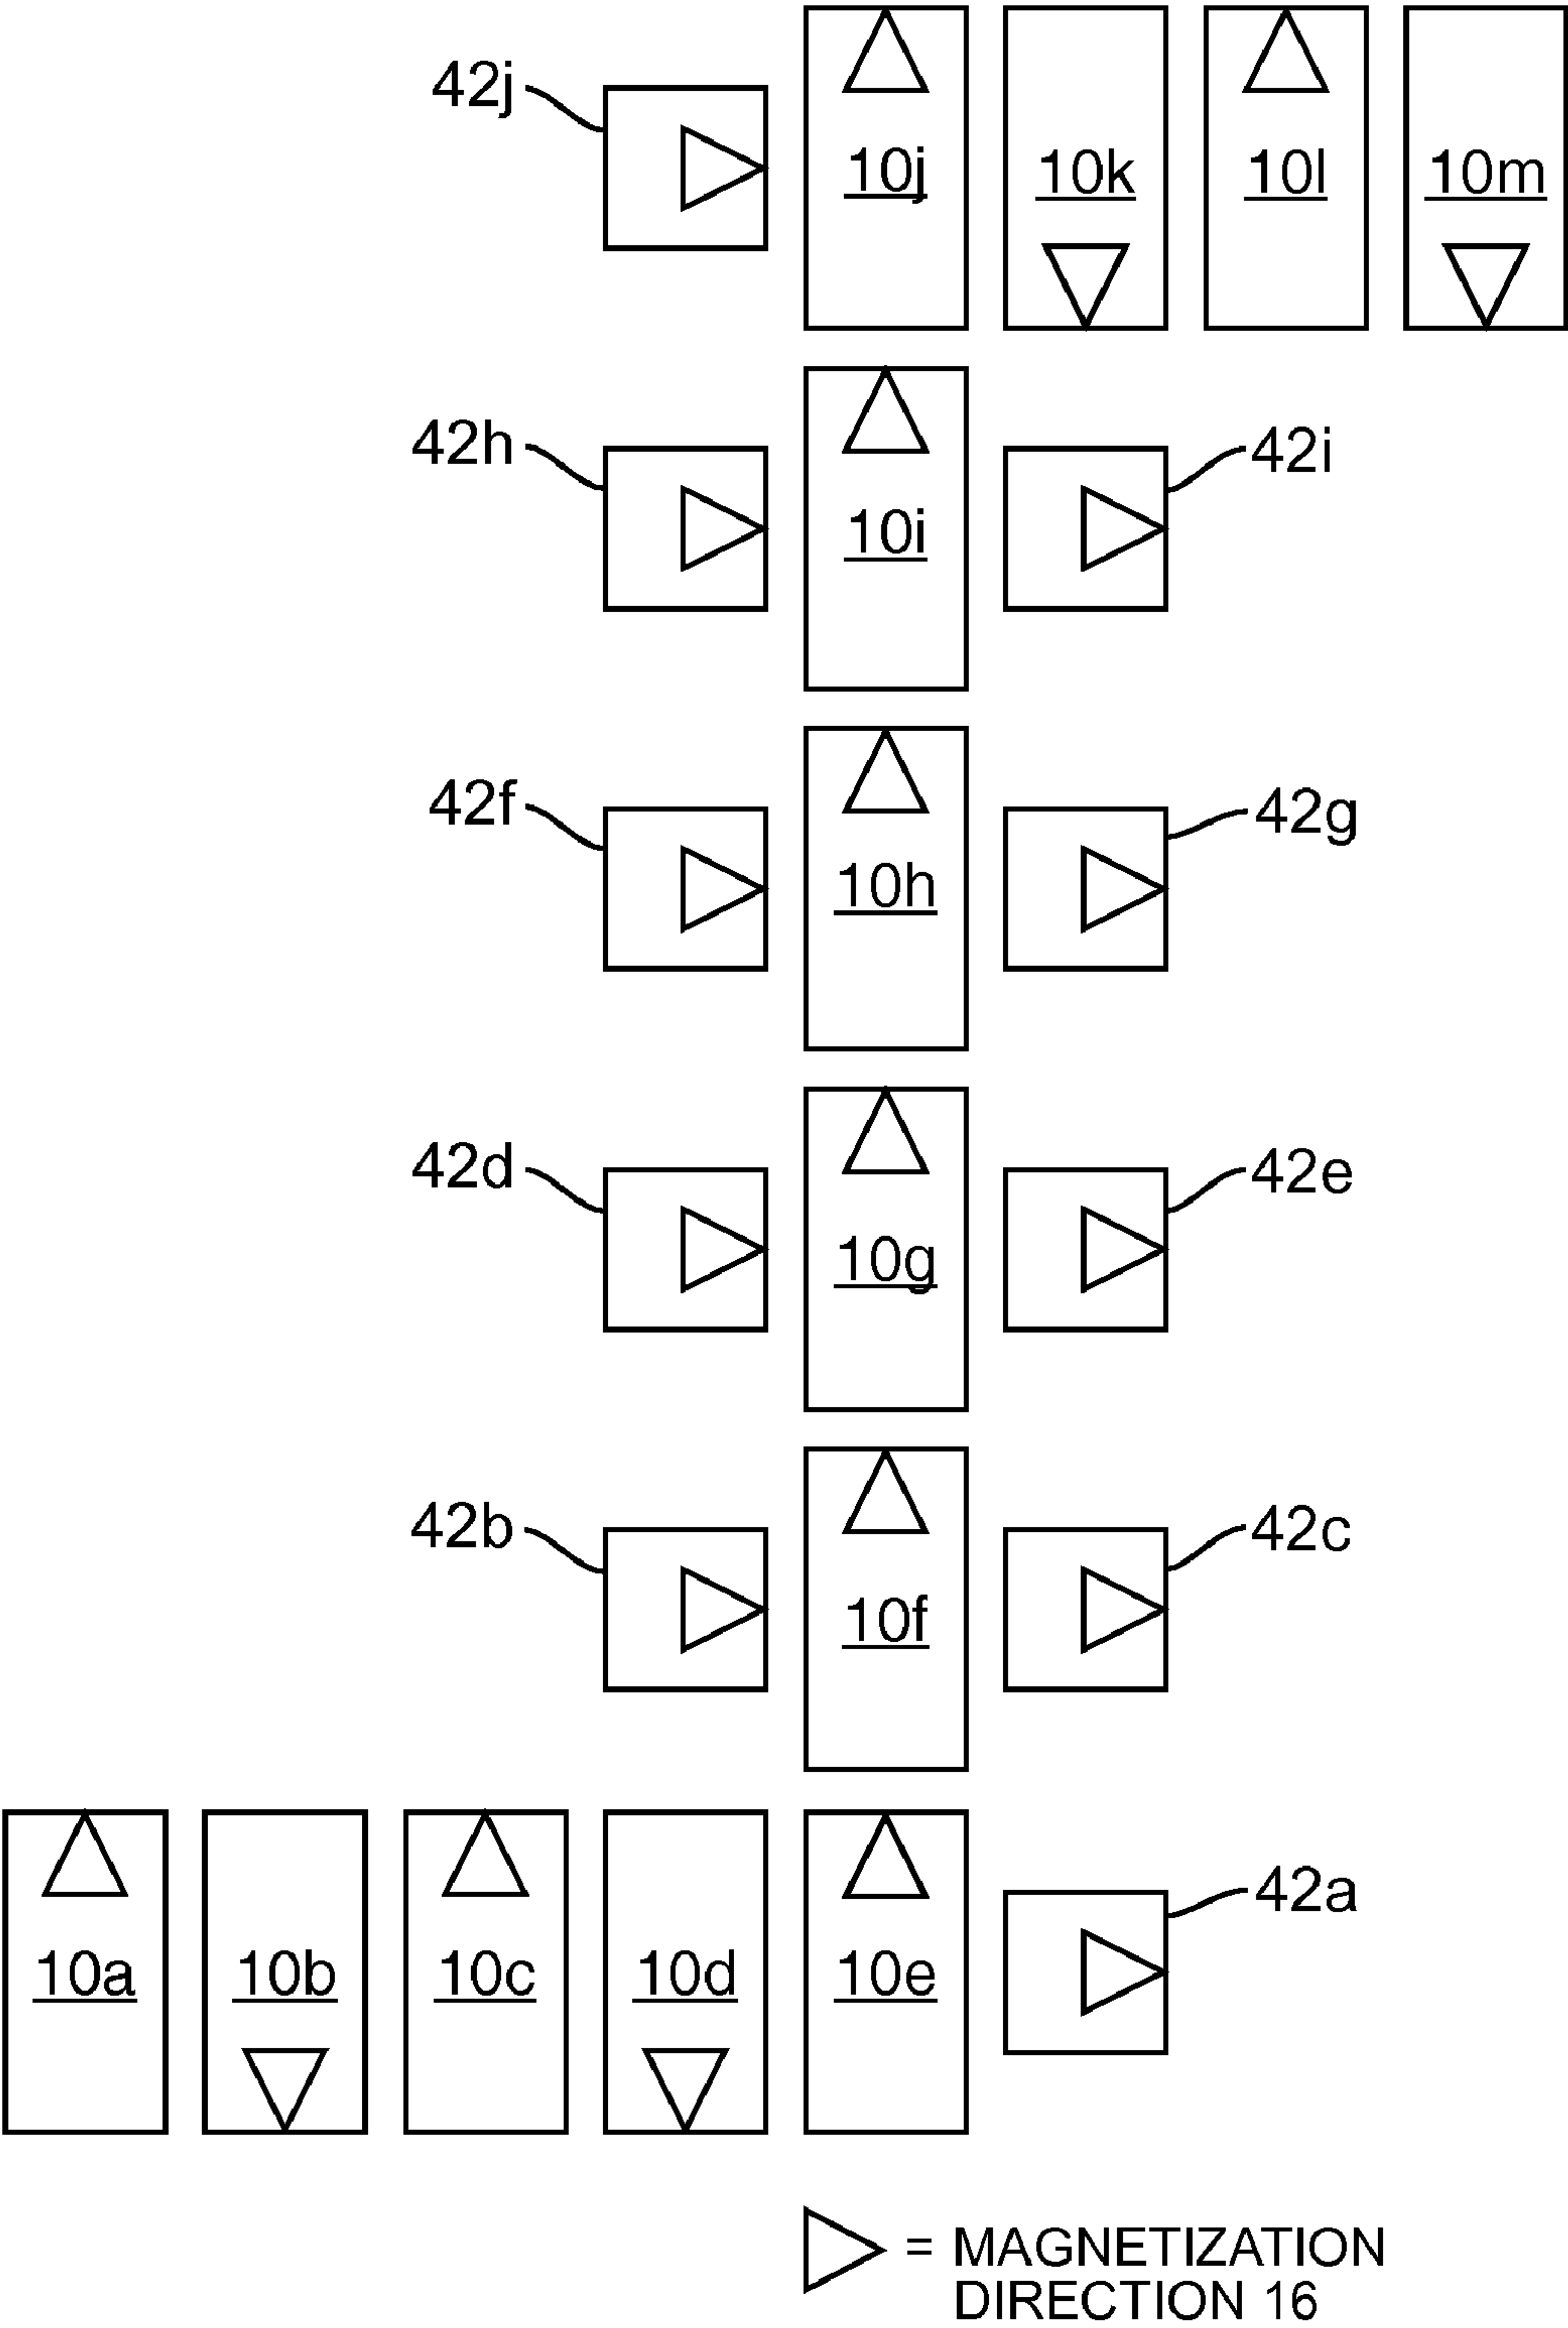 42j
10j
10k
10l
10m
42h
10i
42i
42f
10h
42g
42d
10g
42e
42b
10f
42c
10a
10b
10c
10d
10e
42a
= MAGNETIZATION
DIRECTION 16